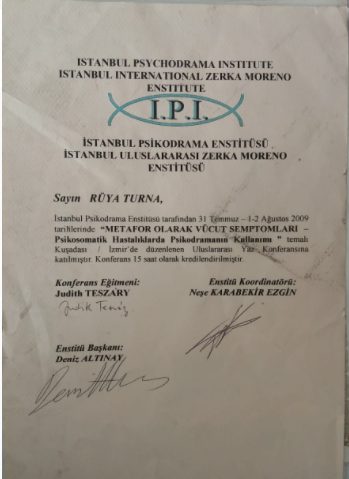 ISTANBUL PSYCHODRAMA INSTITUTE
ISTANBUL INTERNATIONAL ZERKA MORENO
ENSTITUTE
I.P.I.
İSTANBUL PSİKODRAMA ENSTİTÜSÜ
İSTANBUL ULUSLARARASI ZERKA MORENO
ENSTİTÜSÜ
Sayın RÜYA TURNA,
İstanbul Psikodrama Enstitüsü tarafından 31 Temmuz – 1-2 Ağustos 2009
tarihlerinde "METAFOR OLARAK VÜCUT SEMPTOMLARI –
Psikosomatik Hastalıklarda Psikodramanın Kullanımı " temalı
Kuşadası / İzmir'de düzenlenen Uluslararası Yaz Konferansına
katılmıştır. Konferans 15 saat olarak kredilendirilmiştir.
Konferans Eğitmeni: Enstitü Koordinatörü:
Judith TESZARY Neşe KARABEKİR EZGİN
Enstitü Başkanı:
Deniz ALTINAY